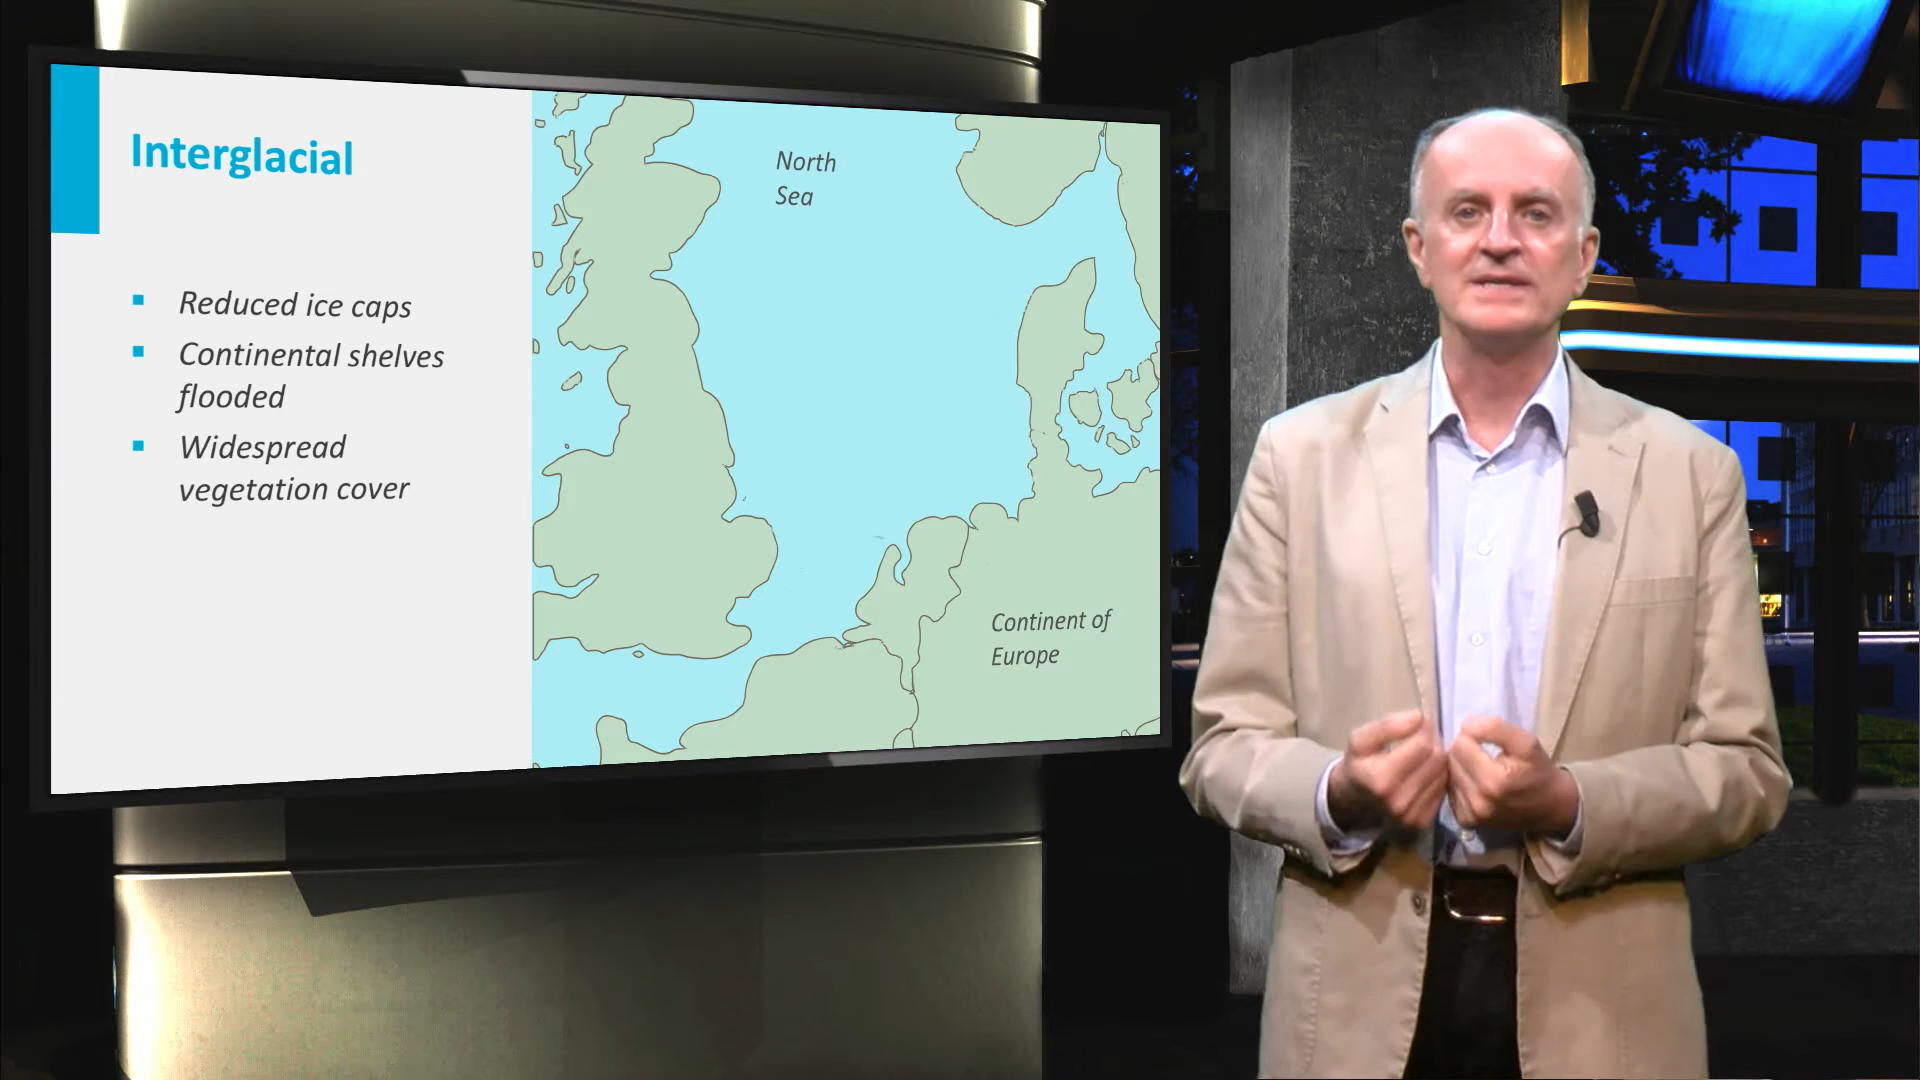 Interglacial
Reduced ice caps
Continental shelves
flooded
Widespread
vegetation cover
North
Sea
Continent of
Europe